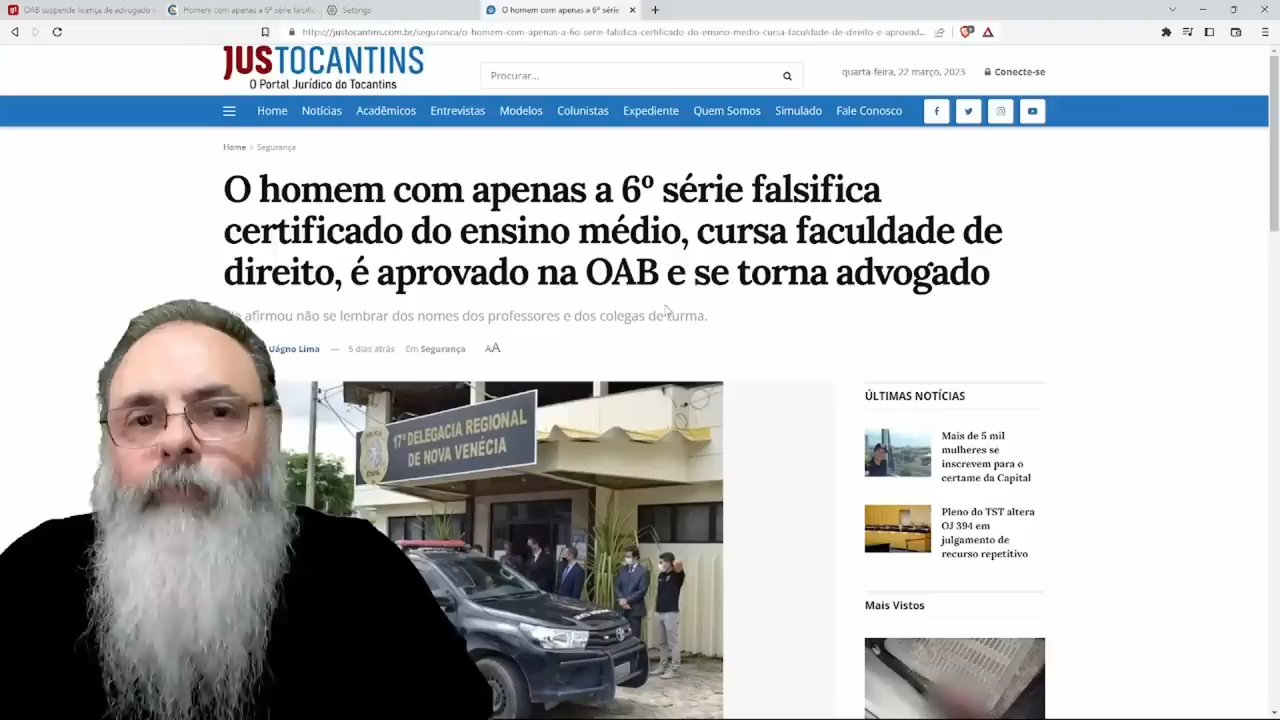 OAB suspende licença de advogado
Homem com apenas a 6º série falsifi
Settings
O homem com apenas a 6º série
https://justocantins.com.br/seguranca/o-homem-com-apenas-a-6o-serie-falsifica-certificado-do-ensino-medio-cursa-faculdade-de-direito-e-aprovad...
JUSTOCANTINS
O Portal Jurídico do Tocantins
Procurar...
quarta-feira, 22 março, 2023
Conecte-se
Home Notícias Acadêmicos Entrevistas Modelos Colunistas Expediente Quem Somos Simulado Fale Conosco
Home > Segurança
O homem com apenas a 6º série falsifica
certificado do ensino médio, cursa faculdade de
direito, é aprovado na OAB e se torna advogado
afirmou não se lembrar dos nomes dos professores e dos colegas de turma.
Uágno Lima — 5 dias atrás Em Segurança AA
17ª DELEGACIA REGIONAL
DE NOVA VENÉCIA
ÚLTIMAS NOTÍCIAS
Mais de 5 mil
mulheres se
inscrevem para o
certame da Capital
Pleno do TST altera
OJ 394 em
julgamento de
recurso repetitivo
Mais Vistos